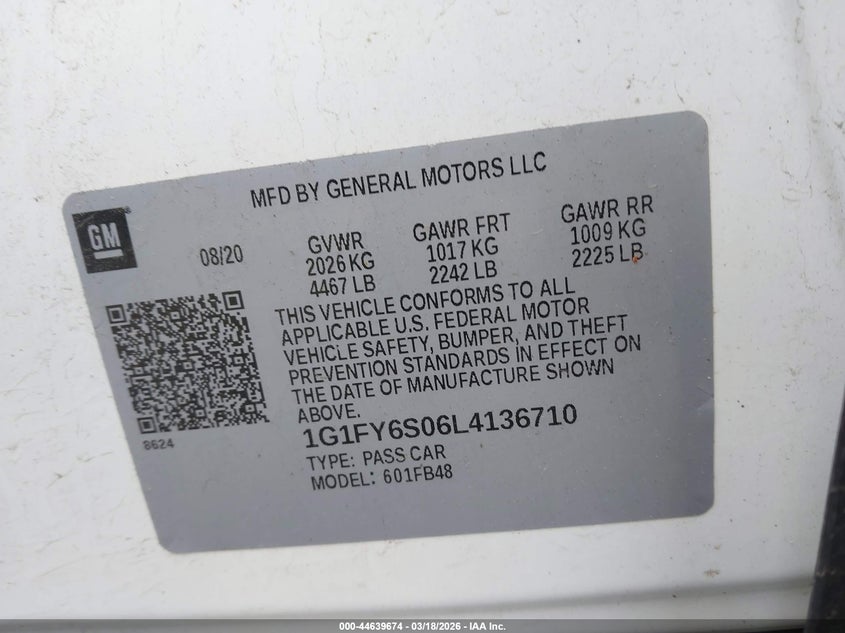 MFD BY GENERAL MOTORS LLC
GM
08/20
GVWR
2026 KG
4467 LB
GAWR FRT
1017 KG
2242 LB
GAWR RR
1009 KG
2225 LB
THIS VEHICLE CONFORMS TO ALL
APPLICABLE U.S. FEDERAL MOTOR
VEHICLE SAFETY, BUMPER, AND THEFT
PREVENTION STANDARDS IN EFFECT ON
THE DATE OF MANUFACTURE SHOWN
ABOVE.
8624
1G1FY6S06L4136710
TYPE: PASS CAR
MODEL: 601FB48
000-44639674 - 03/18/2026 - IAA Inc.